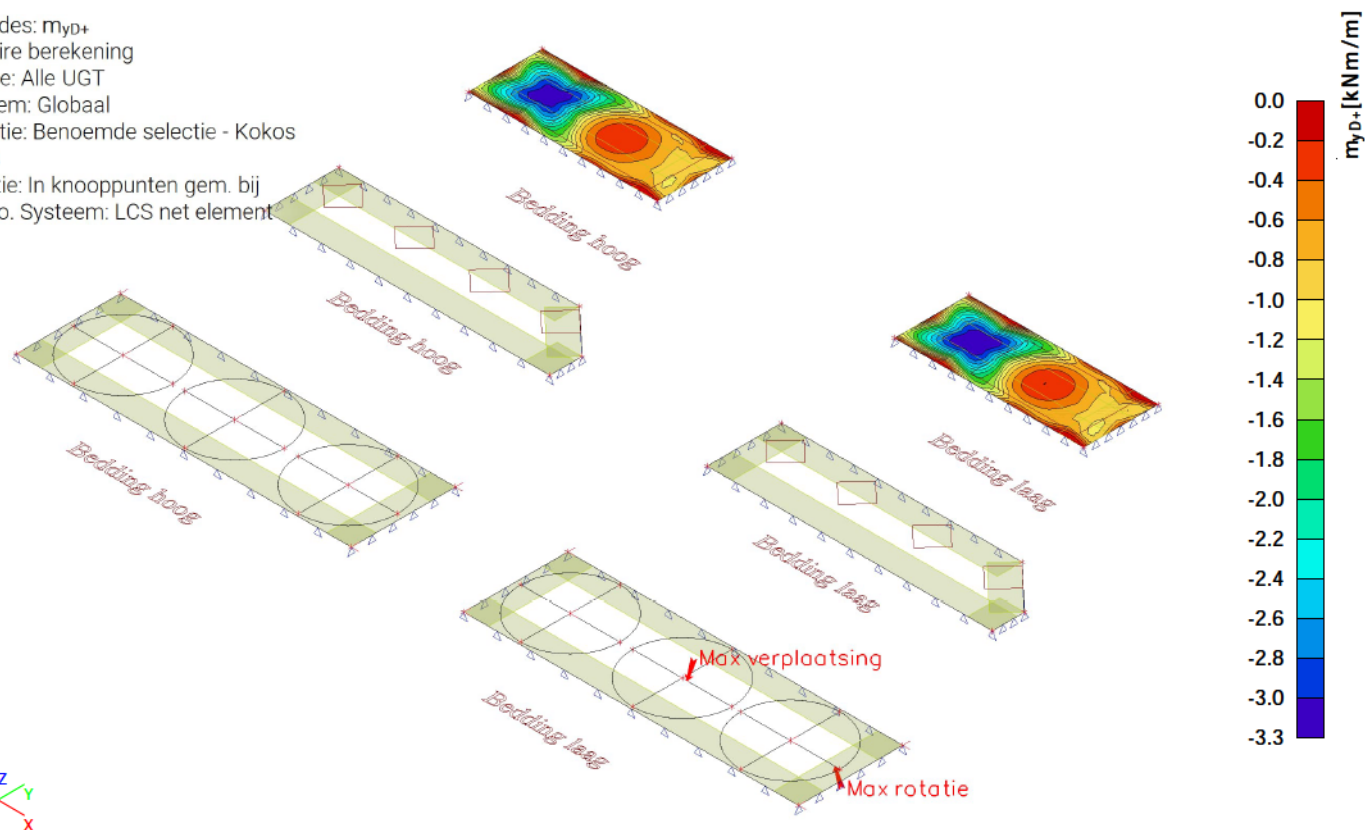 des: myD+
ire berekening
e: Alle UGT
em: Globaal
tie: Benoemde selectie - Kokos
tie: In knooppunten gem. bij
o. Systeem: LCS net element
Bedding hoog
Bedding hoog
Bedding hoog
Bedding laag
Bedding laag
Bedding laag
Max verplaatsing
Max rotatie
myD+ [kNm/m]
0.0
-0.2
-0.4
-0.6
-0.8
-1.0
-1.2
-1.4
-1.6
-1.8
-2.0
-2.2
-2.4
-2.6
-2.8
-3.0
-3.3
Z
Y
X